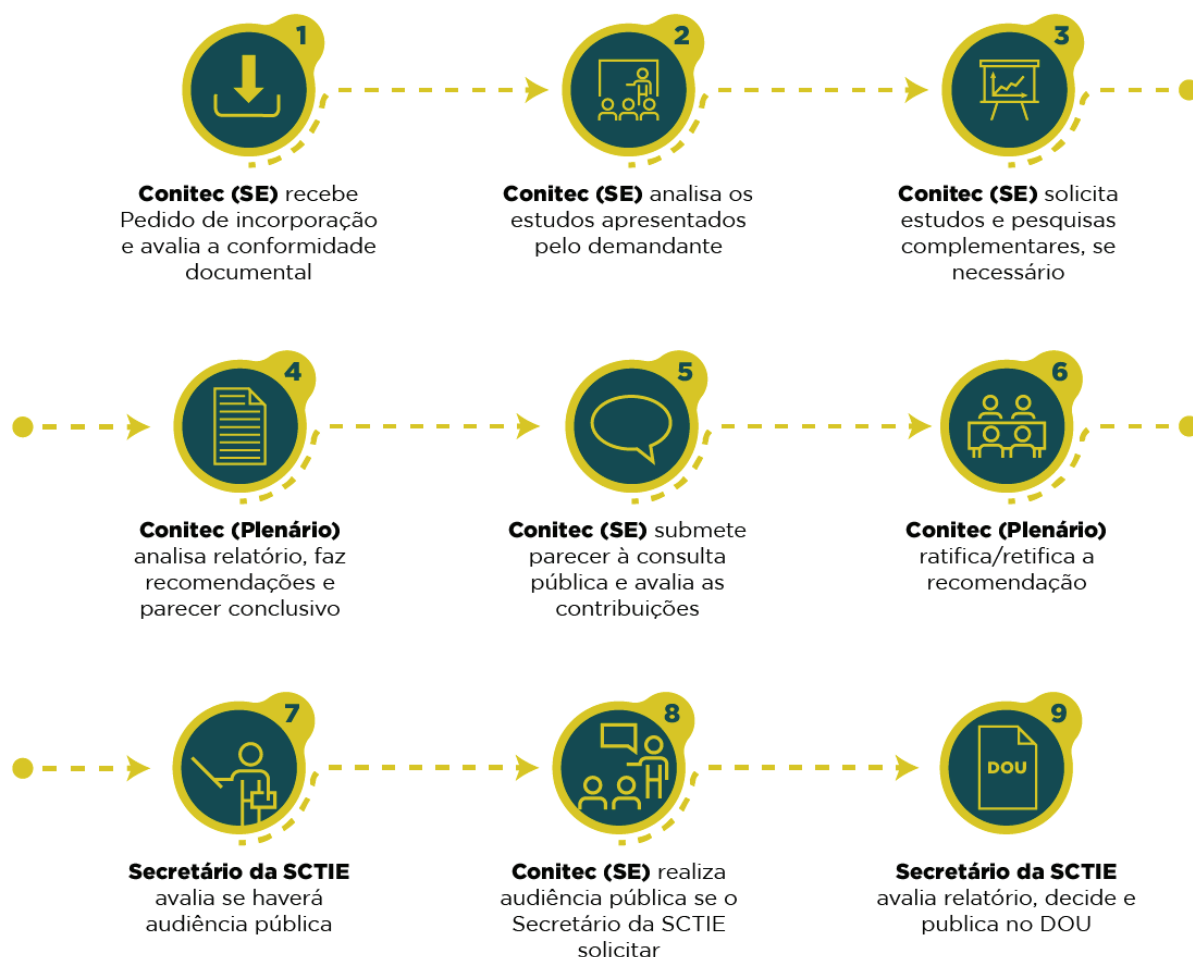 1
Conitec (SE) recebe
Pedido de incorporação
e avalia a conformidade
documental
2
Conitec (SE) analisa os
estudos apresentados
pelo demandante
3
Conitec (SE) solicita
estudos e pesquisas
complementares, se
necessário
4
Conitec (Plenário)
analisa relatório, faz
recomendações e
parecer conclusivo
5
Conitec (SE) submete
parecer à consulta
pública e avalia as
contribuições
6
Conitec (Plenário)
ratifica/retifica a
recomendação
7
Secretário da SCTIE
avalia se haverá
audiência pública
8
Conitec (SE) realiza
audiência pública se o
Secretário da SCTIE
solicitar
9
DOU
Secretário da SCTIE
avalia relatório, decide e
publica no DOU